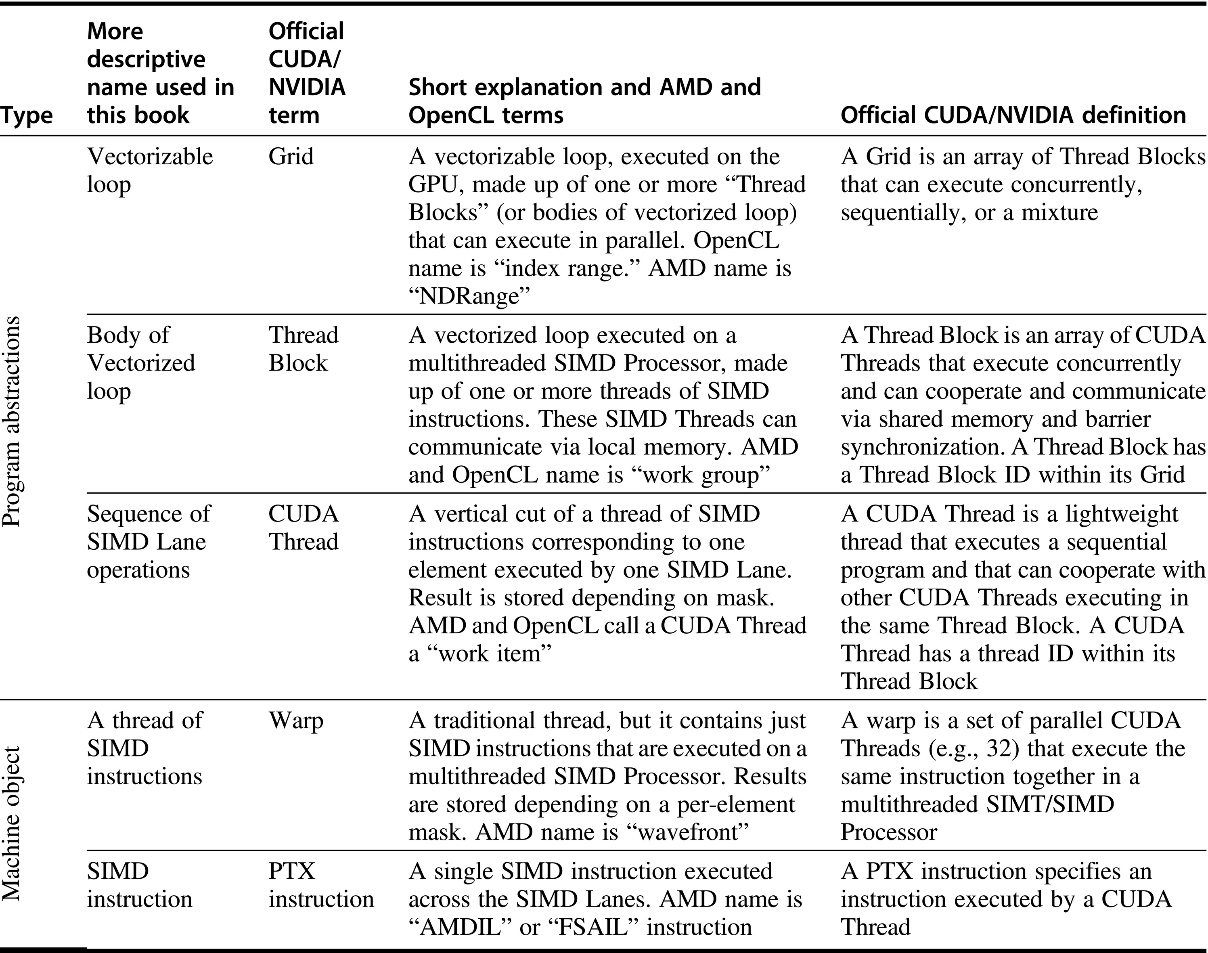 Type
More
descriptive
name used in
this book
Official
CUDA/
NVIDIA
term
Short explanation and AMD and
OpenCL terms
Official CUDA/NVIDIA definition
Program abstractions
Vectorizable
loop
Grid
A vectorizable loop, executed on the
GPU, made up of one or more “Thread
Blocks” (or bodies of vectorized loop)
that can execute in parallel. OpenCL
name is “index range.” AMD name is
“NDRange”
A Grid is an array of Thread Blocks
that can execute concurrently,
sequentially, or a mixture
Body of
Vectorized
loop
Thread
Block
A vectorized loop executed on a
multithreaded SIMD Processor, made
up of one or more threads of SIMD
instructions. These SIMD Threads can
communicate via local memory. AMD
and OpenCL name is “work group”
A Thread Block is an array of CUDA
Threads that execute concurrently
and can cooperate and communicate
via shared memory and barrier
synchronization. A Thread Block has
a Thread Block ID within its Grid
Sequence of
SIMD Lane
operations
CUDA
Thread
A vertical cut of a thread of SIMD
instructions corresponding to one
element executed by one SIMD Lane.
Result is stored depending on mask.
AMD and OpenCL call a CUDA Thread
a “work item”
A CUDA Thread is a lightweight
thread that executes a sequential
program and that can cooperate with
other CUDA Threads executing in
the same Thread Block. A CUDA
Thread has a thread ID within its
Thread Block
Machine object
A thread of
SIMD
instructions
Warp
A traditional thread, but it contains just
SIMD instructions that are executed on a
multithreaded SIMD Processor. Results
are stored depending on a per-element
mask. AMD name is “wavefront”
A warp is a set of parallel CUDA
Threads (e.g., 32) that execute the
same instruction together in a
multithreaded SIMT/SIMD
Processor
SIMD
instruction
PTX
instruction
A single SIMD instruction executed
across the SIMD Lanes. AMD name is
“AMDIL” or “FSAIL” instruction
A PTX instruction specifies an
instruction executed by a CUDA
Thread